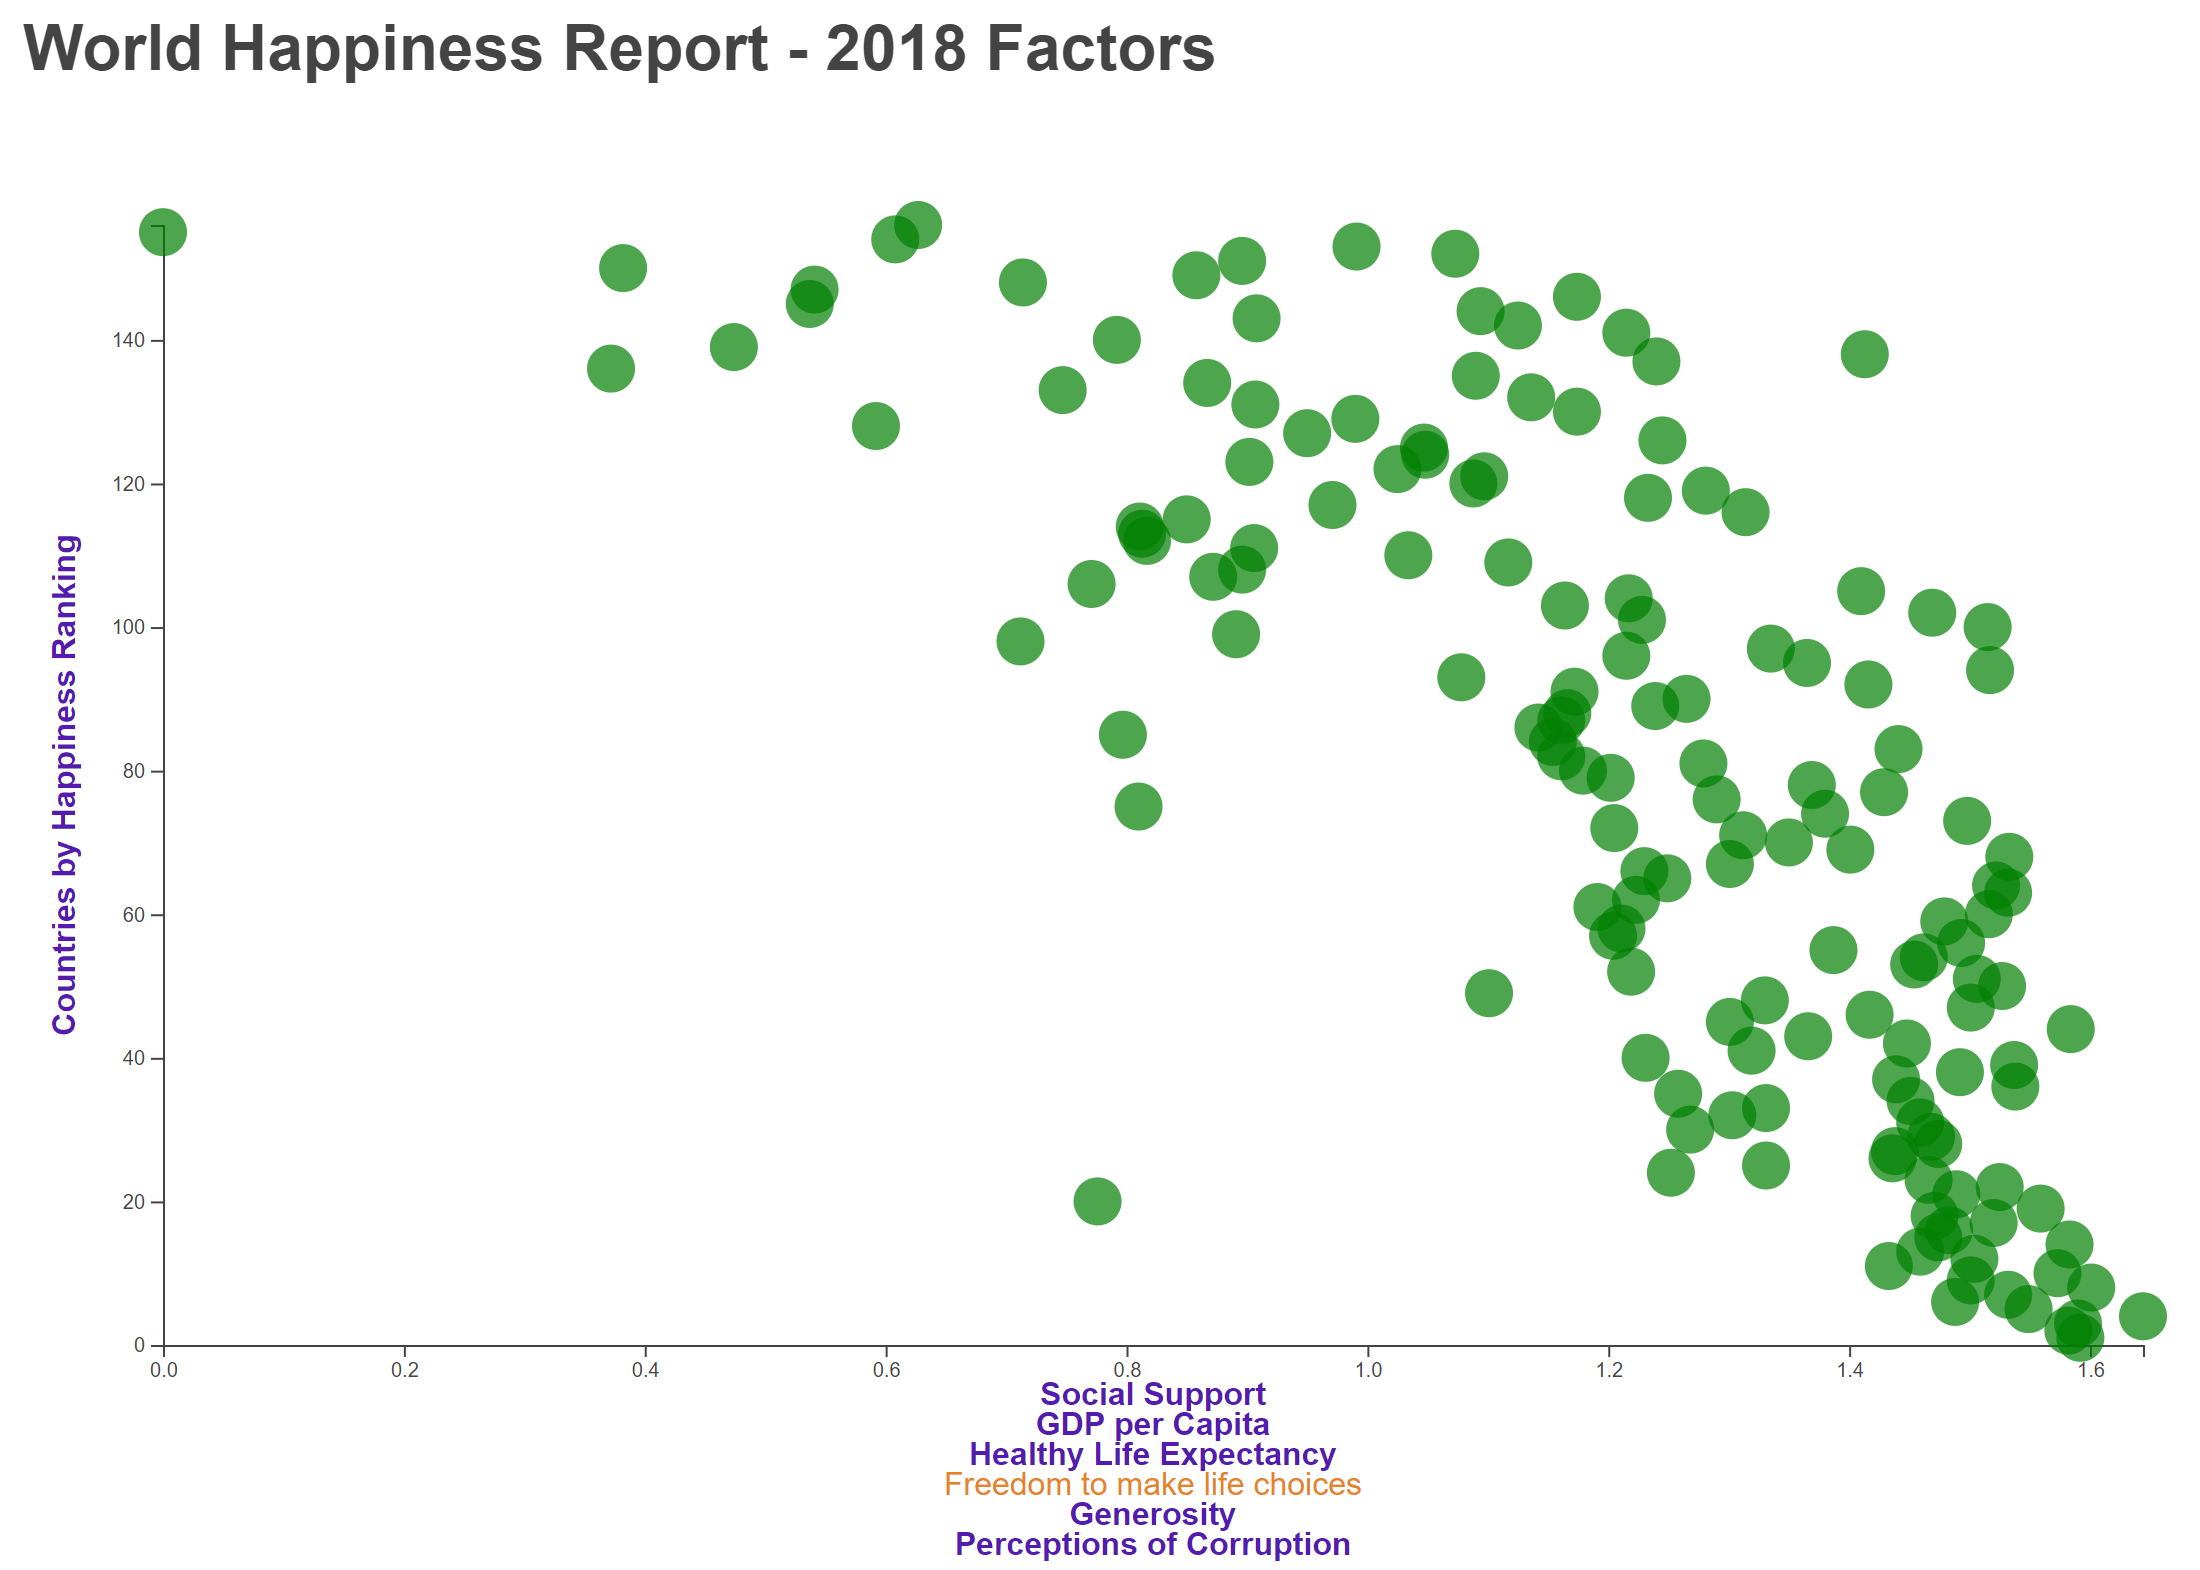 World Happiness Report - 2018 Factors
Countries by Happiness Ranking
140
120
100
80
60
40
20
0
0.0 0.2 0.4 0.6 0.8 1.0 1.2 1.4 1.6
Social Support
GDP per Capita
Healthy Life Expectancy
Freedom to make life choices
Generosity
Perceptions of Corruption